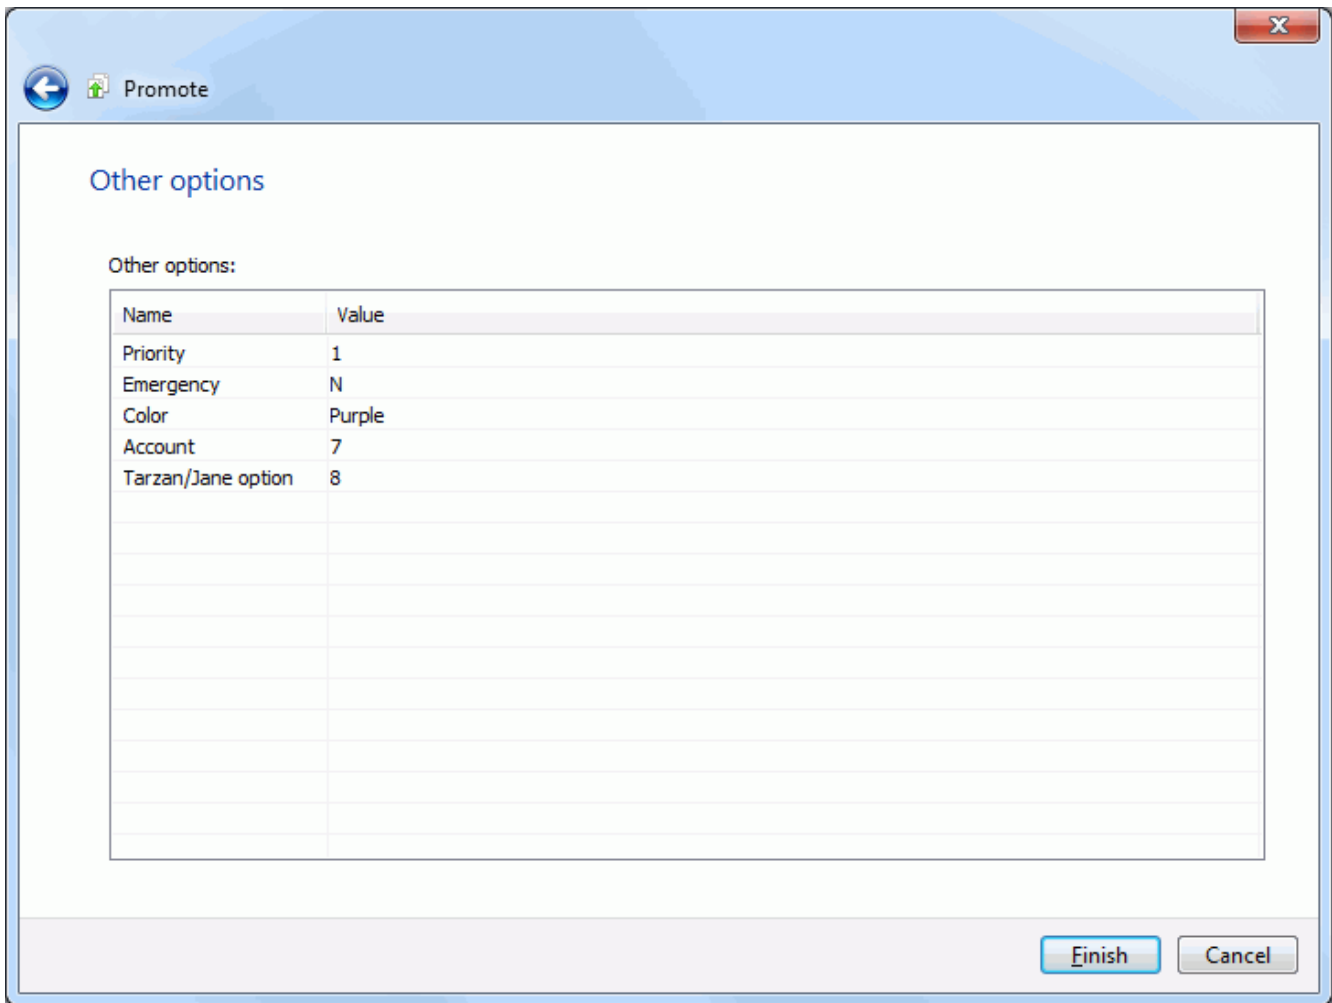 Promote
Other options
Other options:
Name Value
Priority 1
Emergency N
Color Purple
Account 7
Tarzan/Jane option 8
Finish Cancel